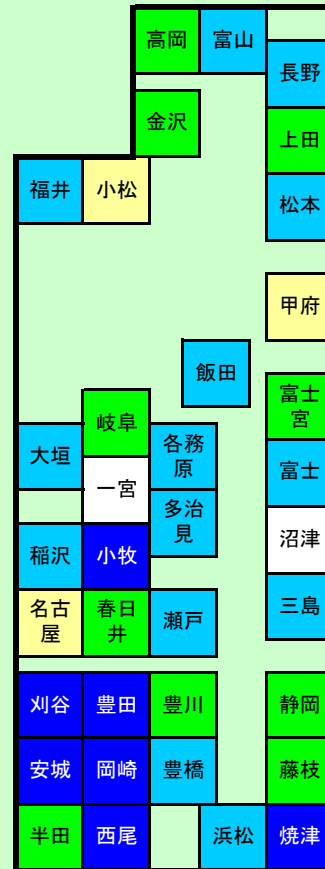 高岡 富山
長野
金沢
上田
福井 小松
松本
甲府
飯田
富士
宮
岐阜
大垣
各務
原
富士
一宮
多治
見
沼津
稲沢
小牧
三島
名古
屋
春日
井
瀬戸
刈谷 豊田 豊川 静岡
安城 岡崎 豊橋 藤枝
半田 西尾 浜松 焼津